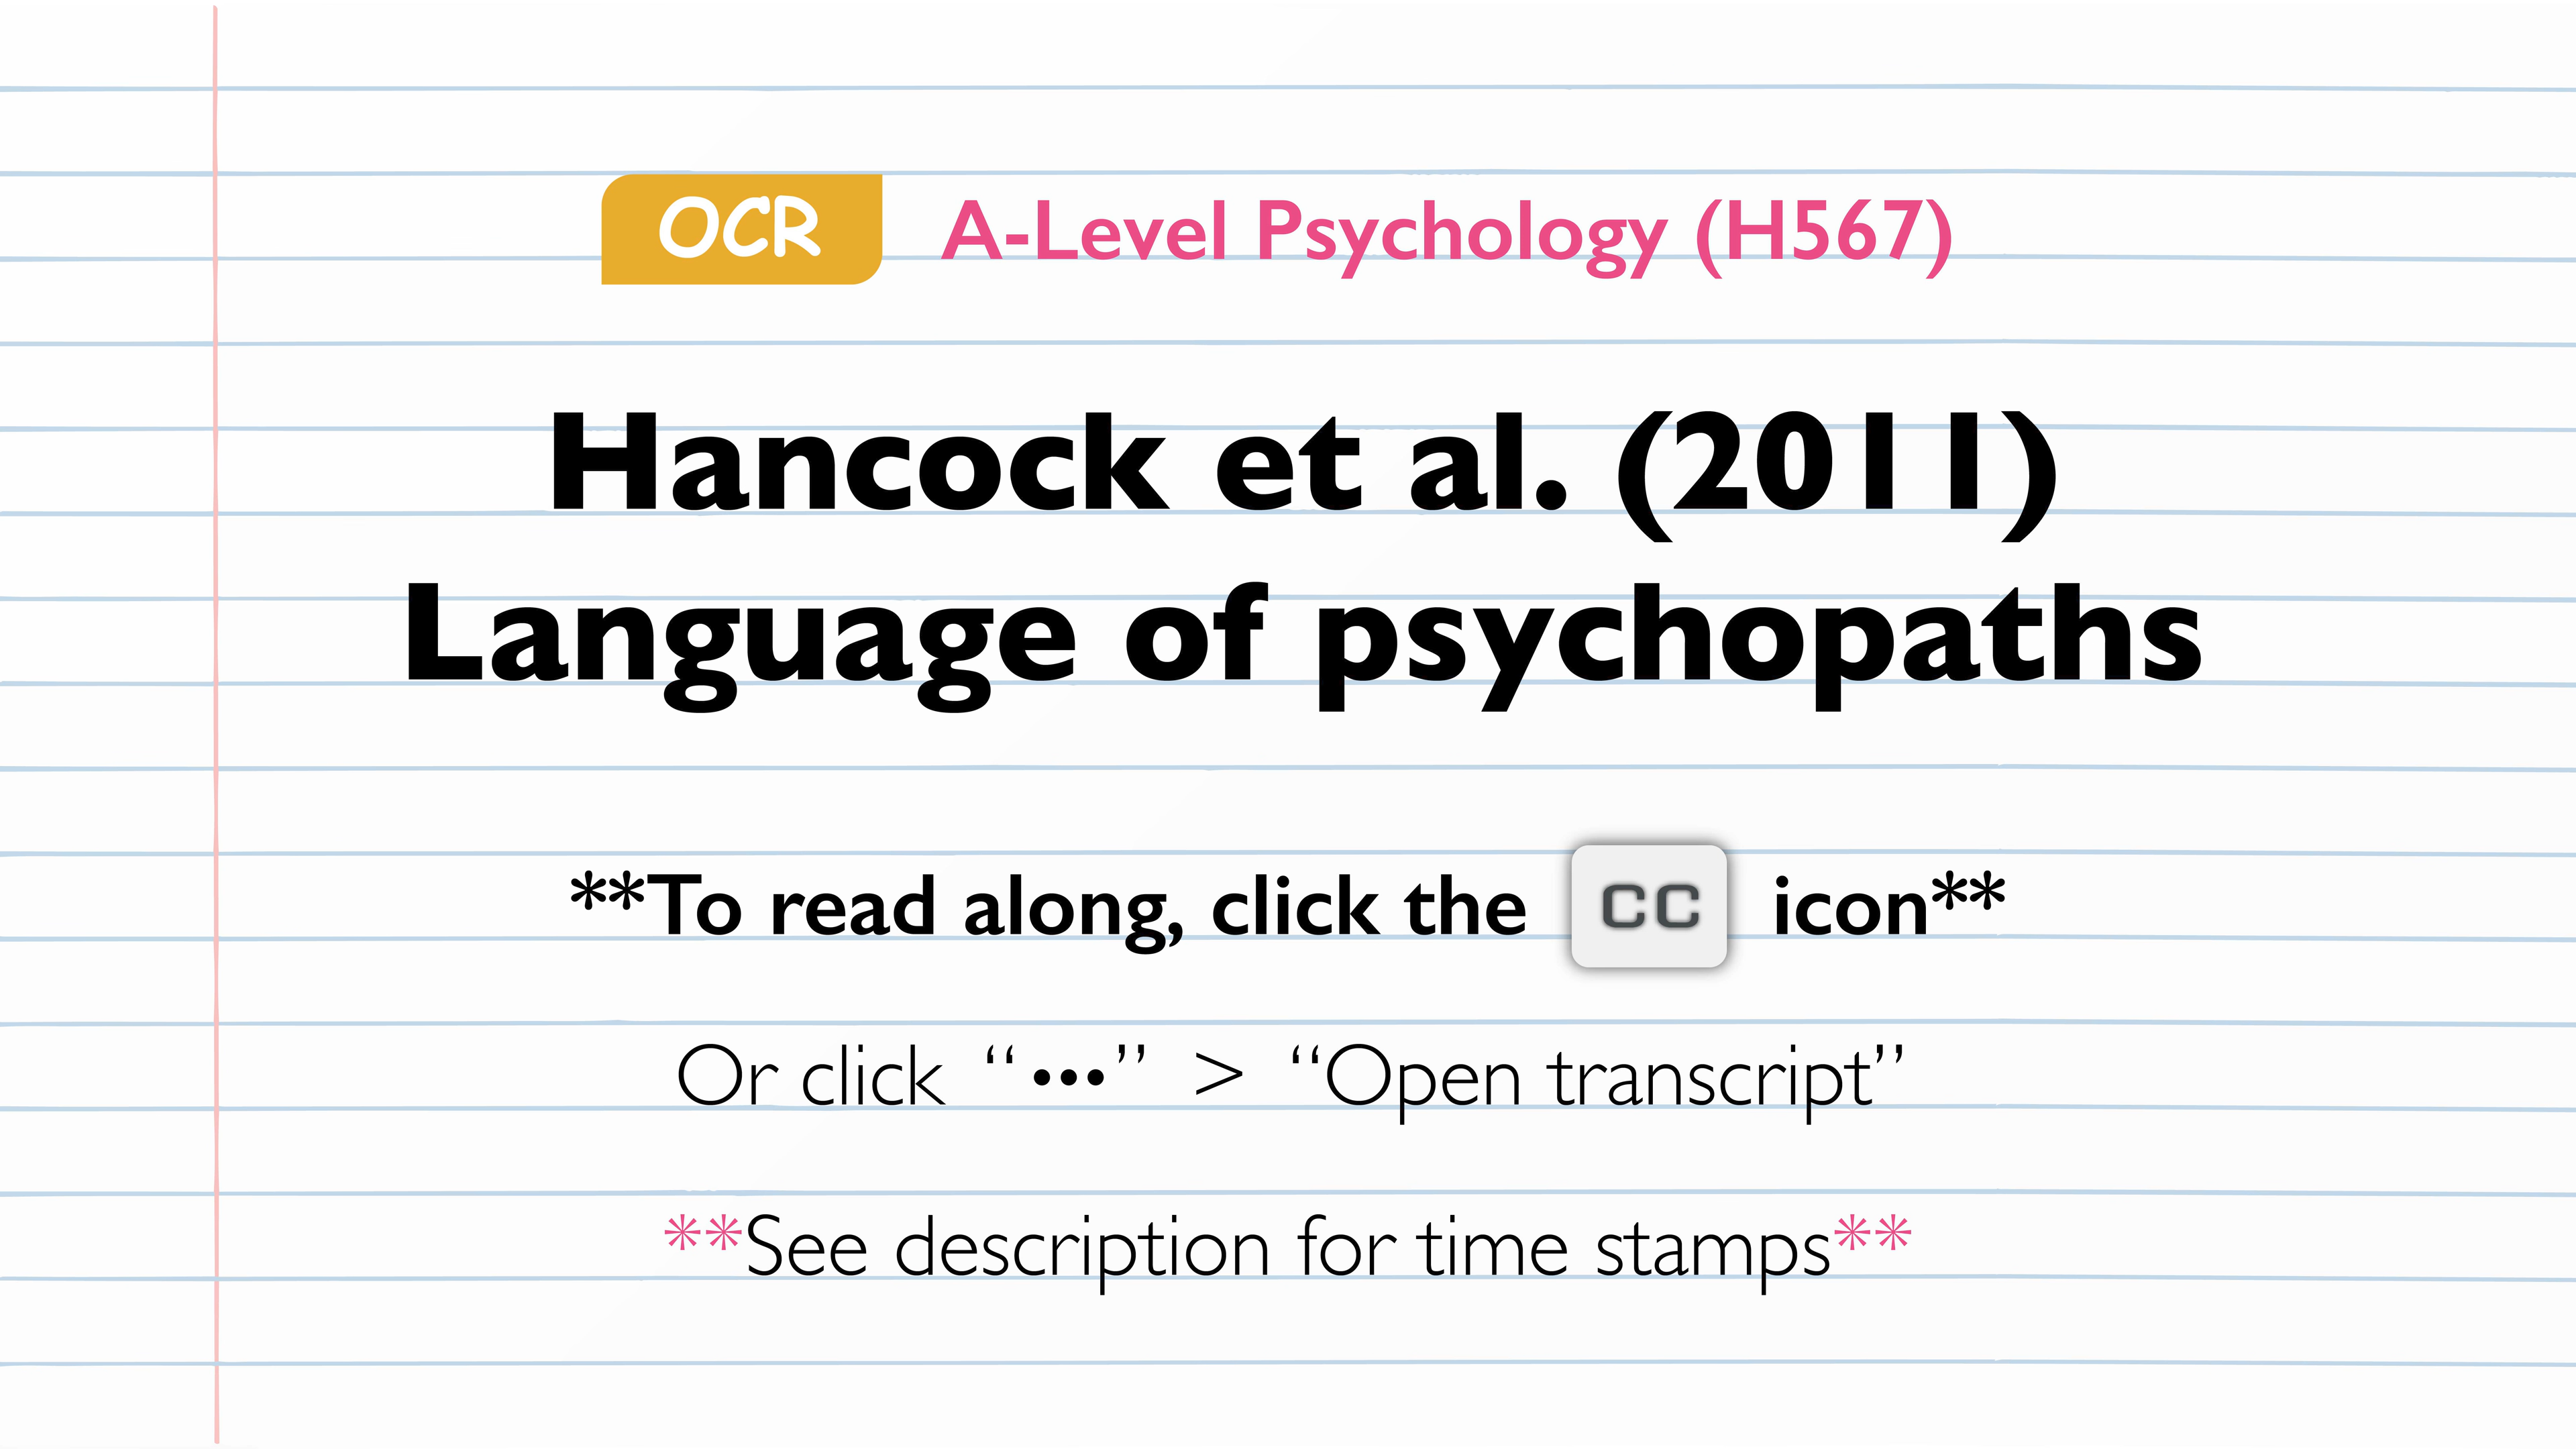 OCR A-Level Psychology (H567)
Hancock et al. (2011)
Language of psychopaths
**To read along, click the CC icon**
Or click “•••” > “Open transcript”
**See description for time stamps**